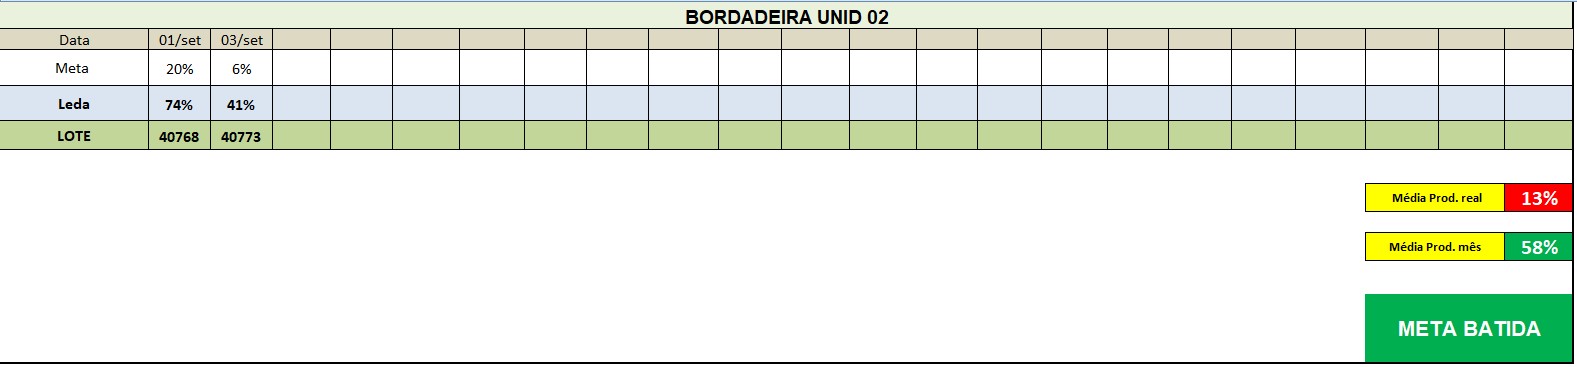 BORDADEIRA UNID 02
Data 01/set 03/set
Meta 20% 6%
Leda 74% 41%
LOTE 40768 40773
Média Prod. real 13%
Média Prod. mês 58%
META BATIDA